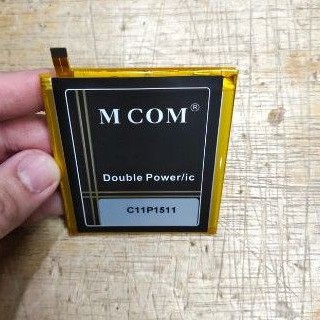 M COM ®
Double Power/ic
C11P1511